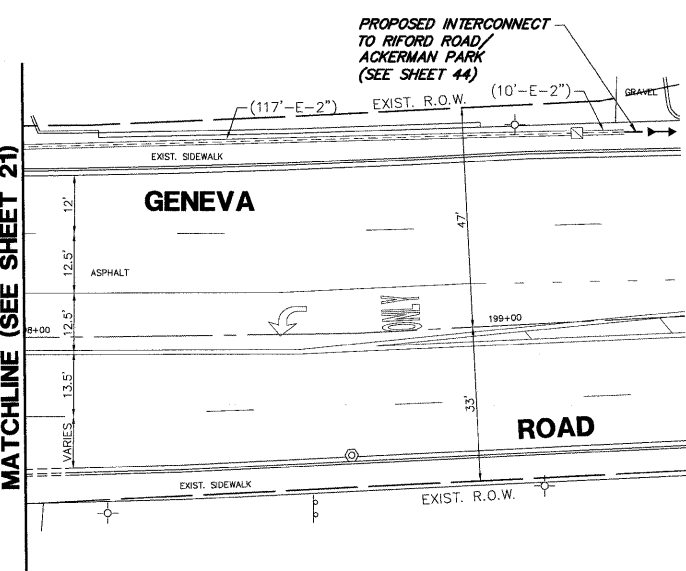 PROPOSED INTERCONNECT
TO RIFORD ROAD/
ACKERMAN PARK
(SEE SHEET 44)
(117'-E-2")
EXIST. R.O.W.
(10'-E-2")
GRAVEL
EXIST. SIDEWALK
MATCHLINE (SEE SHEET 21)
GENEVA
12'
47'
12.5'
ASPHALT
12.5'
ONLY
8+00
199+00
13.5'
33'
VARIES
ROAD
EXIST. SIDEWALK
EXIST. R.O.W.